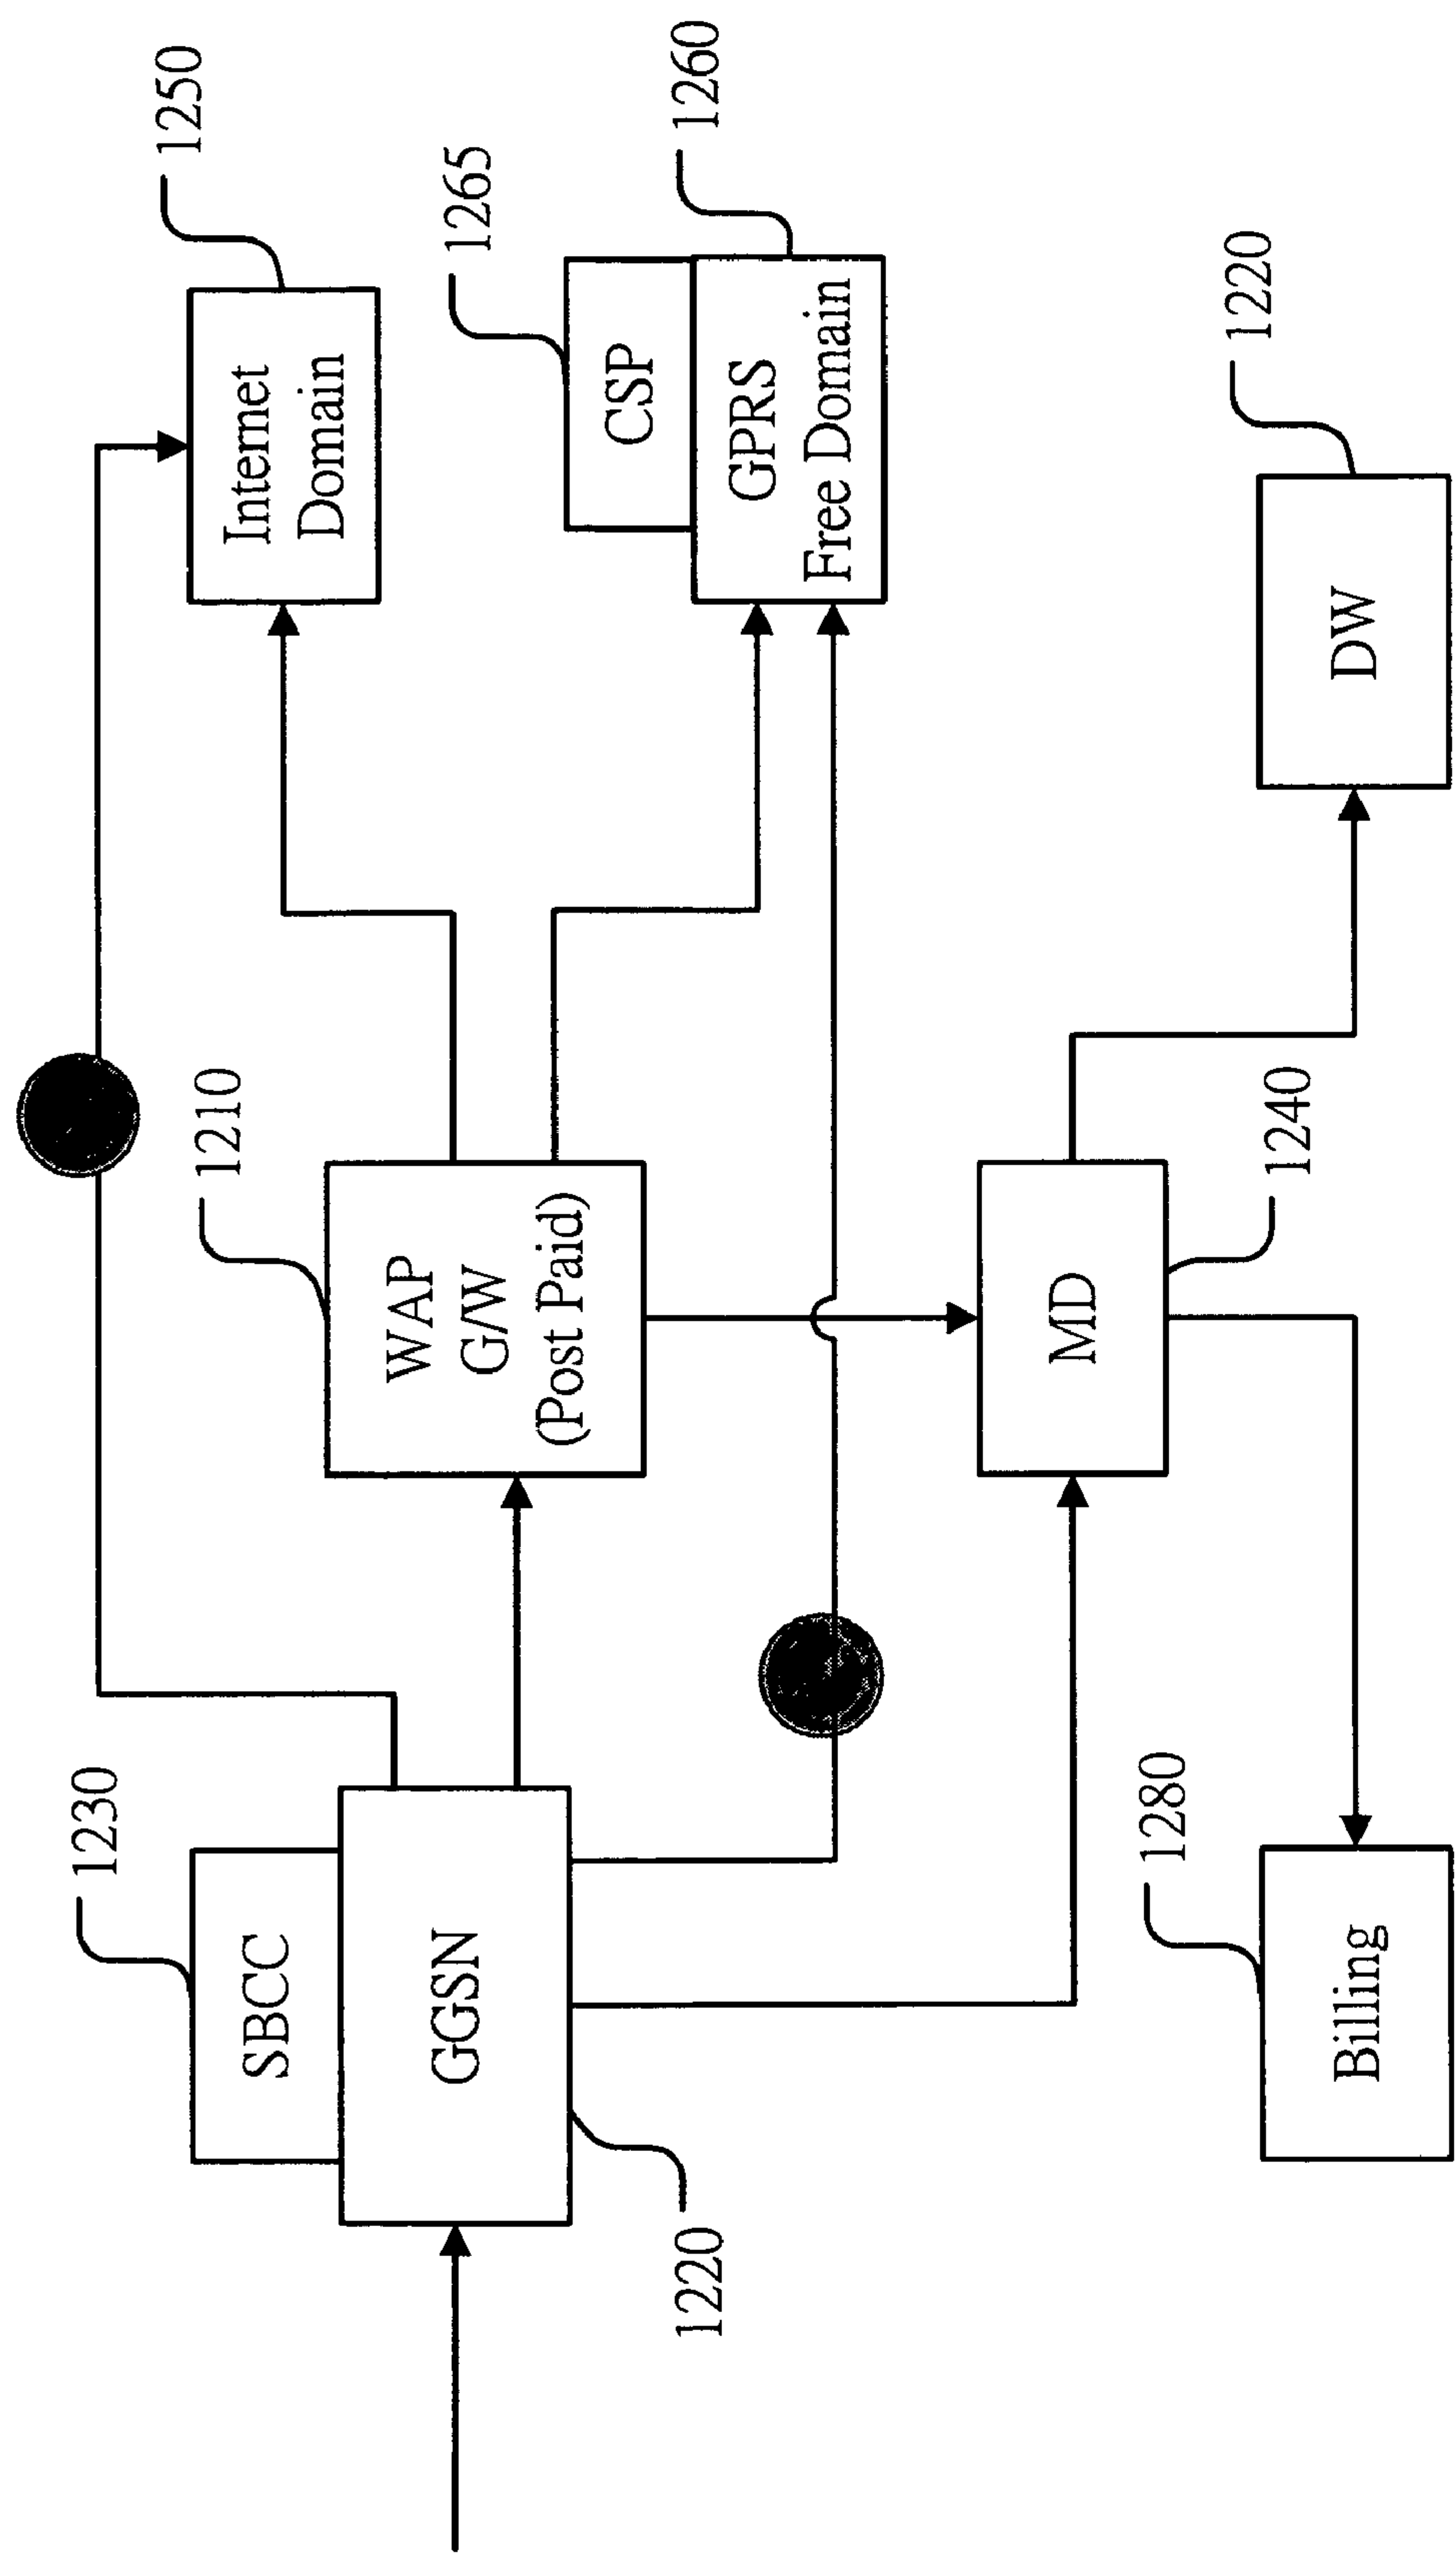 1250
Internet
Domain
1265
CSP
1260
GPRS
Free Domain
1210
WAP
G/W
(Post Paid)
1230
SBCC
GGSN
1220
MD
1240
DW
1220
1280
Billing